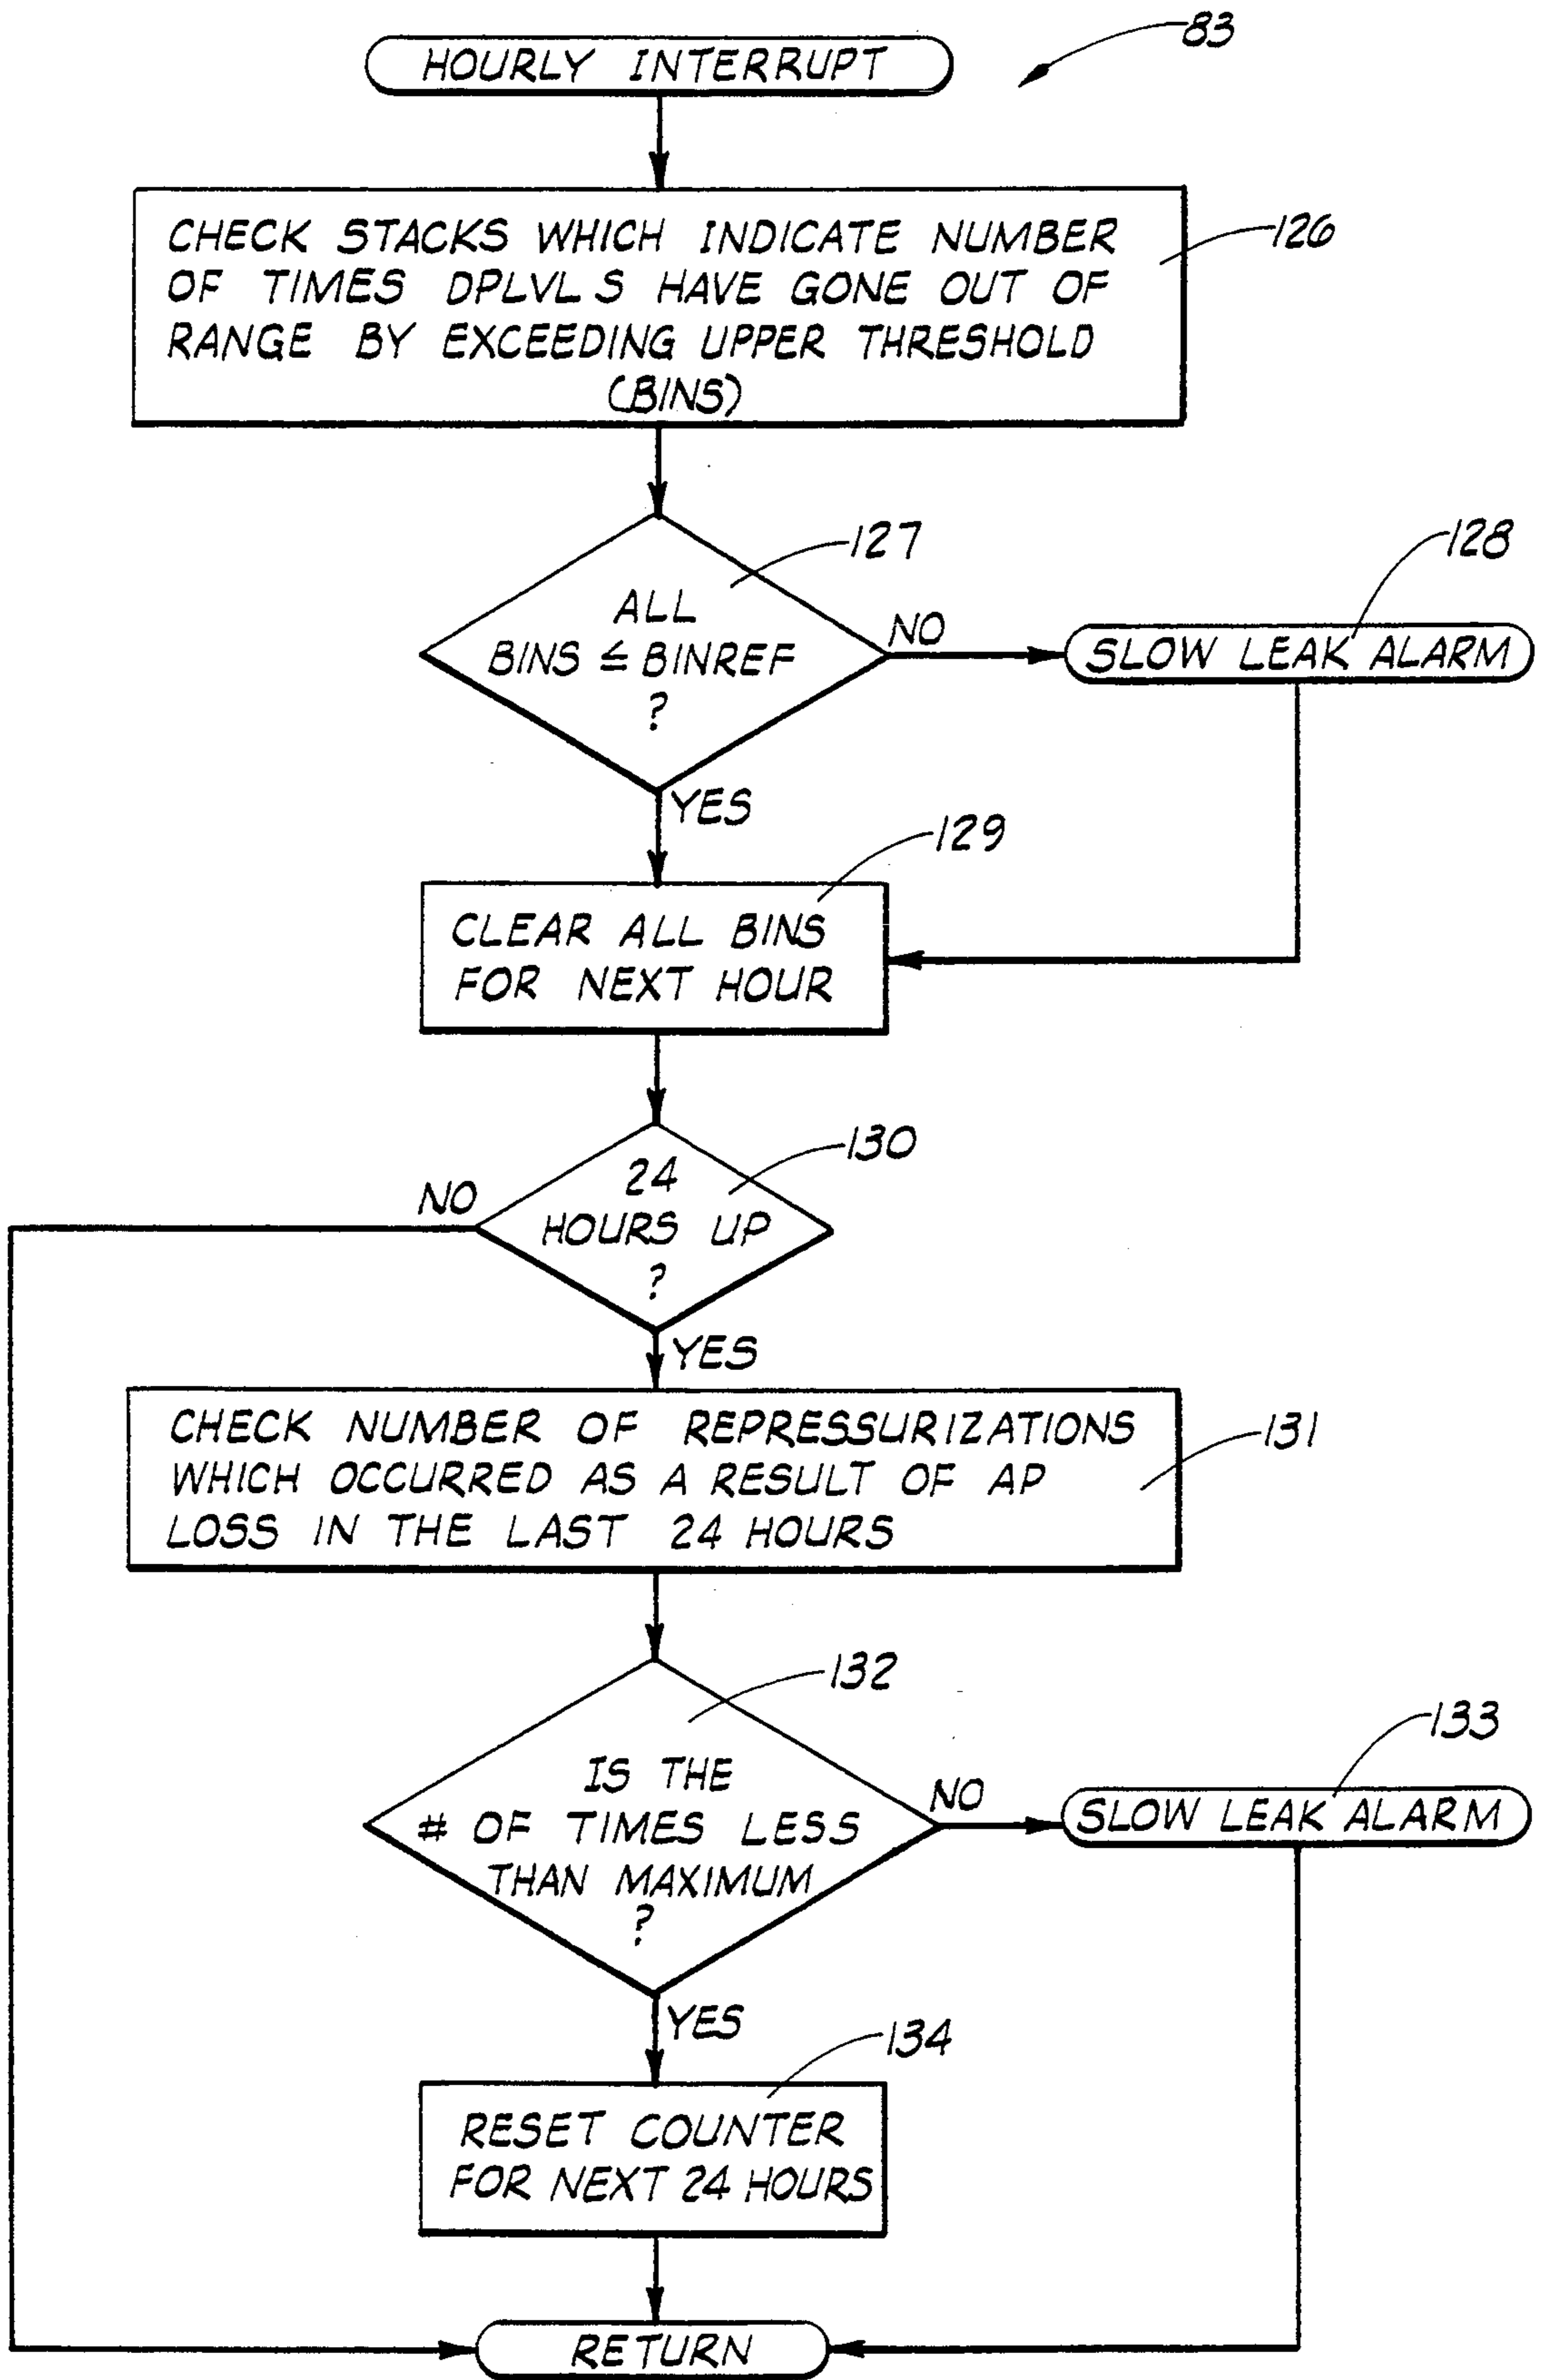 83
HOURLY INTERRUPT
126
CHECK STACKS WHICH INDICATE NUMBER
OF TIMES DPLVLS HAVE GONE OUT OF
RANGE BY EXCEEDING UPPER THRESHOLD
(BINS)
127
ALL
BINS ≤ BINREF
?
NO
128
SLOW LEAK ALARM
YES
129
CLEAR ALL BINS
FOR NEXT HOUR
130
24
HOURS UP
?
NO
YES
131
CHECK NUMBER OF REPRESSURIZATIONS
WHICH OCCURRED AS A RESULT OF AP
LOSS IN THE LAST 24 HOURS
132
IS THE
# OF TIMES LESS
THAN MAXIMUM
?
NO
133
SLOW LEAK ALARM
YES
134
RESET COUNTER
FOR NEXT 24 HOURS
RETURN